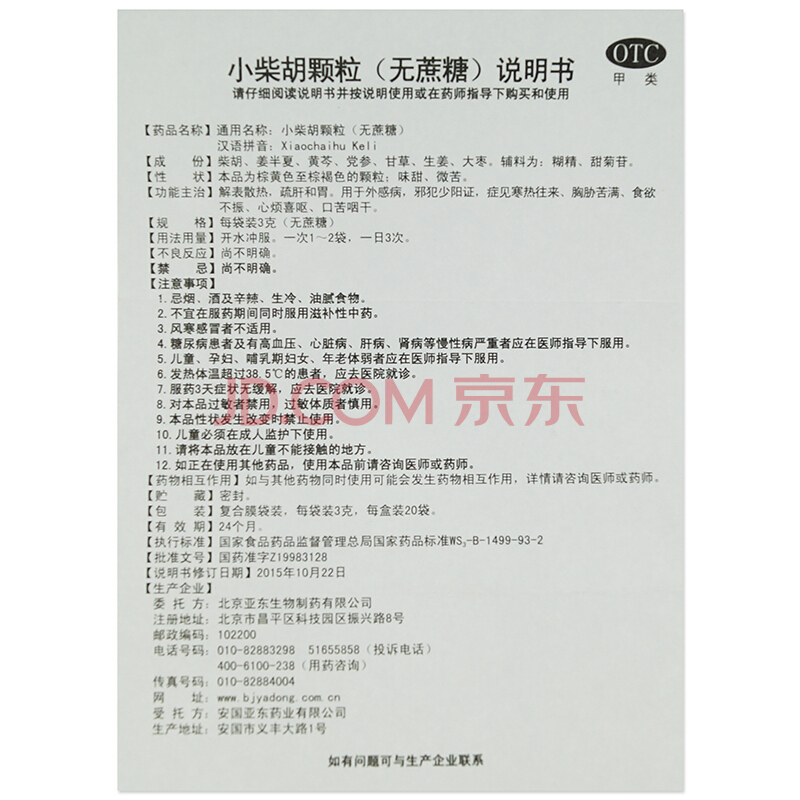 OTC
甲 类
小柴胡颗粒（无蔗糖）说明书
请仔细阅读说明书并按说明使用或在药师指导下购买和使用
【药品名称】通用名称：小柴胡颗粒（无蔗糖）
汉语拼音：Xiaochaihu Keli
【成 份】柴胡、姜半夏、黄芩、党参、甘草、生姜、大枣。辅料为：糊精、甜菊苷。
【性 状】本品为棕黄色至棕褐色的颗粒；味甜、微苦。
【功能主治】解表散热，疏肝和胃。用于外感病，邪犯少阳证，症见寒热往来、胸胁苦满、食欲
不振、心烦喜呕、口苦咽干。
【规 格】每袋装3克（无蔗糖）
【用法用量】开水冲服。一次1～2袋，一日3次。
【不良反应】尚不明确。
【禁 忌】尚不明确。
【注意事项】
1.忌烟、酒及辛辣、生冷、油腻食物。
2.不宜在服药期间同时服用滋补性中药。
3.风寒感冒者不适用。
4.糖尿病患者及有高血压、心脏病、肝病、肾病等慢性病严重者应在医师指导下服用。
5.儿童、孕妇、哺乳期妇女、年老体弱者应在医师指导下服用。
6.发热体温超过38.5℃的患者，应去医院就诊。
7.服药3天症状无缓解，应去医院就诊。
8.对本品过敏者禁用，过敏体质者慎用。
9.本品性状发生改变时禁止使用。
10.儿童必须在成人监护下使用。
11.请将本品放在儿童不能接触的地方。
12.如正在使用其他药品，使用本品前请咨询医师或药师。
JD.COM 京东
【药物相互作用】如与其他药物同时使用可能会发生药物相互作用，详情请咨询医师或药师。
【贮 藏】密封。
【包 装】复合膜袋装，每袋装3克，每盒装20袋。
【有 效 期】24个月。
【执行标准】国家食品药品监督管理总局国家药品标准WS₃-B-1499-93-2
【批准文号】国药准字Z19983128
【说明书修订日期】2015年10月22日
【生产企业】
委 托 方：北京亚东生物制药有限公司
注册地址：北京市昌平区科技园区振兴路8号
邮政编码：102200
电话号码：010-82883298 51655858（投诉电话）
400-6100-238（用药咨询）
传真号码：010-82884004
网 址：www.bjyadong.com.cn
受 托 方：安国亚东药业有限公司
生产地址：安国市义丰大路1号
如有问题可与生产企业联系